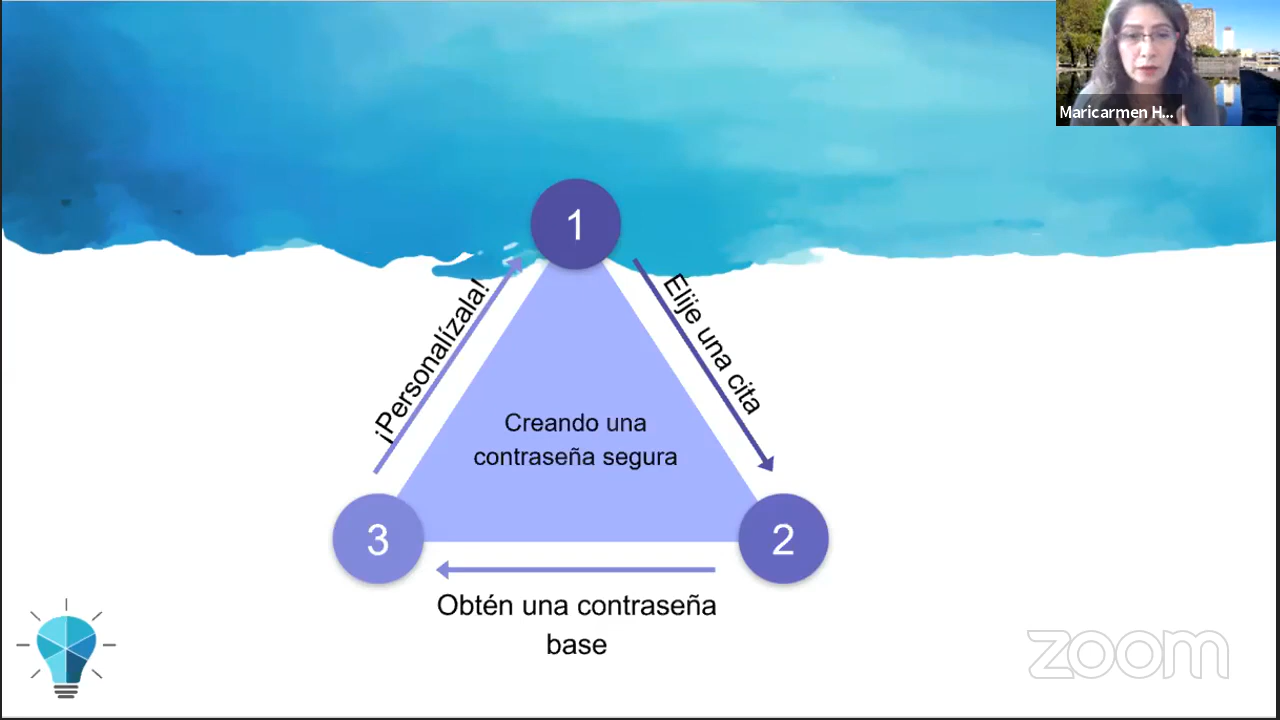 Maricarmen H...
1
Elije una cita
¡Personalízala!
Creando una
contraseña segura
3
2
Obtén una contraseña
base
zoom